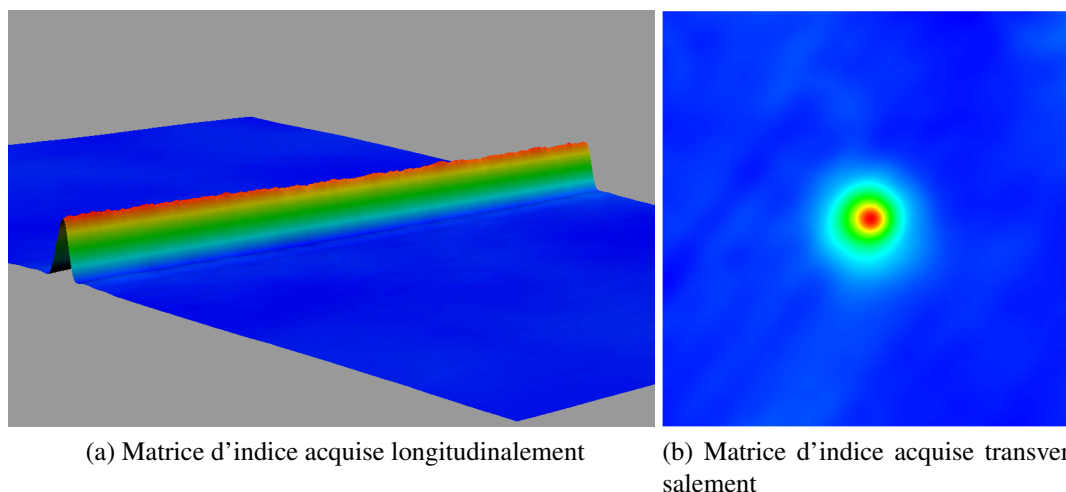 (a) Matrice d'indice acquise longitudinalement
(b) Matrice d'indice acquise transver-
salement